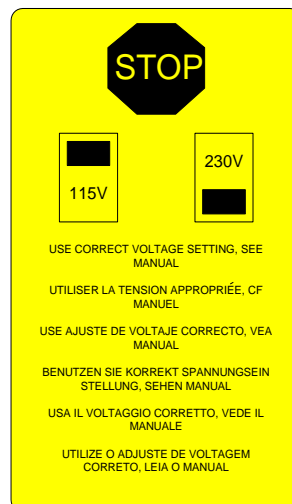 STOP
115V
230V
USE CORRECT VOLTAGE SETTING, SEE
MANUAL
UTILISER LA TENSION APPROPRIÉE, CF
MANUEL
USE AJUSTE DE VOLTAJE CORRECTO, VEA
MANUAL
BENUTZEN SIE KORREKT SPANNUNGSEIN
STELLUNG, SEHEN MANUAL
USA IL VOLTAGGIO CORRETTO, VEDE IL
MANUALE
UTILIZE O ADJUSTE DE VOLTAGEM
CORRETO, LEIA O MANUAL